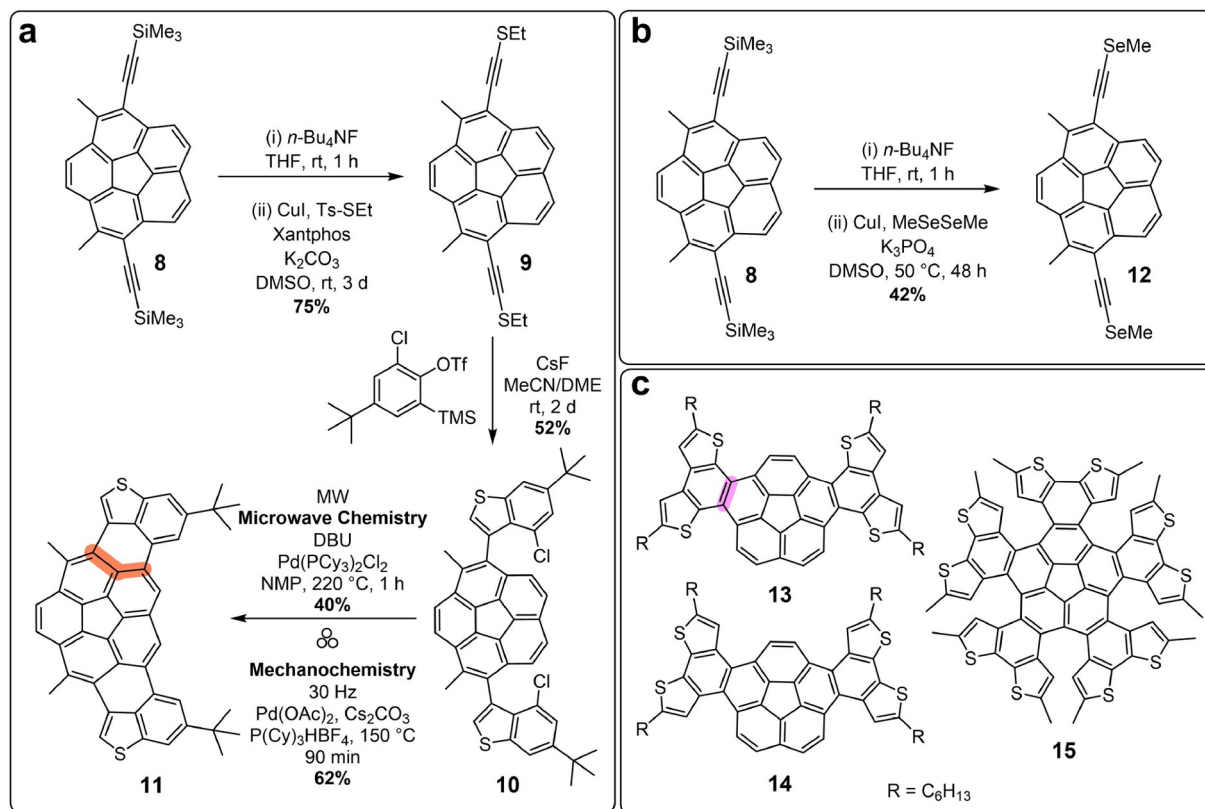 a
SiMe3
(i) n-Bu4NF
THF, rt, 1 h
(ii) CuI, Ts-SEt
Xantphos
K2CO3
DMSO, rt, 3 d
75%
8
SiMe3
SEt
9
SEt
Cl
OTf
TMS
CsF
MeCN/DME
rt, 2 d
52%
S
Cl
Cl
S
10
MW
Microwave Chemistry
DBU
Pd(PCy3)2Cl2
NMP, 220 °C, 1 h
40%
Mechanochemistry
30 Hz
Pd(OAc)2, Cs2CO3
P(Cy)3HBF4, 150 °C
90 min
62%
S
S
11
b
SiMe3
(i) n-Bu4NF
THF, rt, 1 h
(ii) CuI, MeSeSeMe
K3PO4
DMSO, 50 °C, 48 h
42%
8
SiMe3
SeMe
12
SeMe
c
R
R
S
S
S
S
R
R
13
R
R
S
S
S
S
R
R
14
S
S
S
S
S
S
S
S
S
S
15
R = C6H13